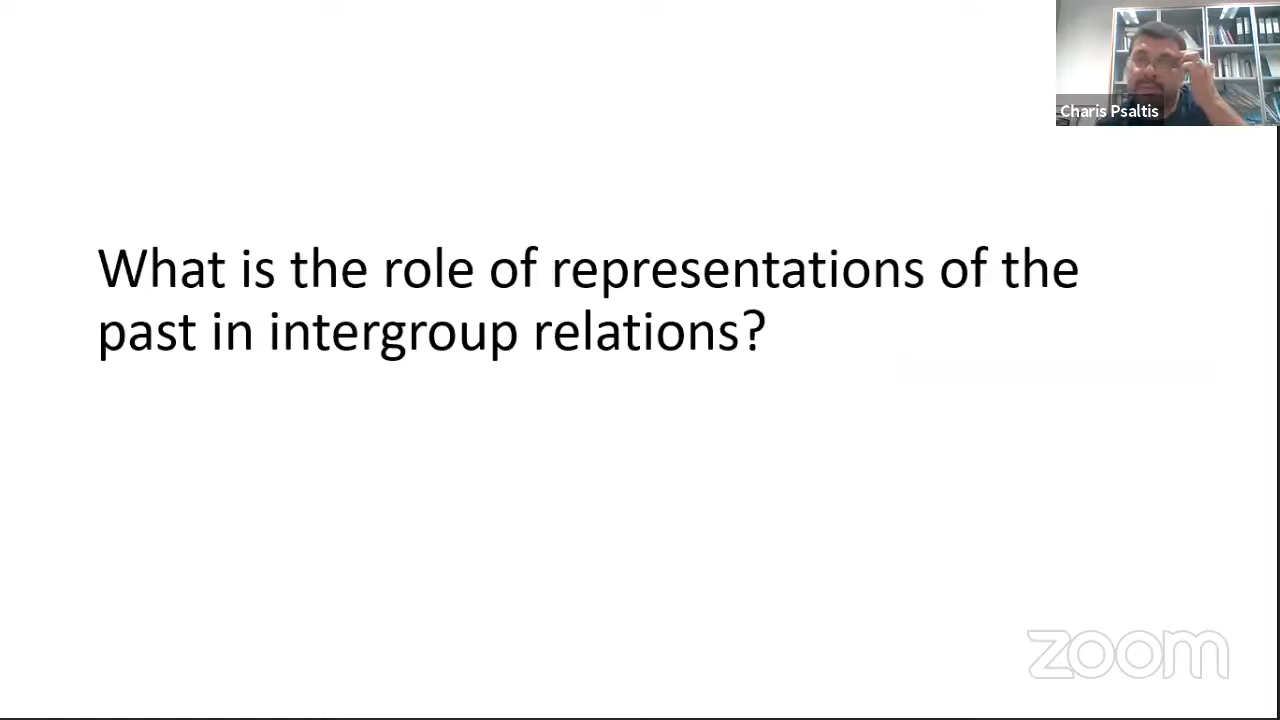 Charis Psaltis
What is the role of representations of the
past in intergroup relations?
zoom